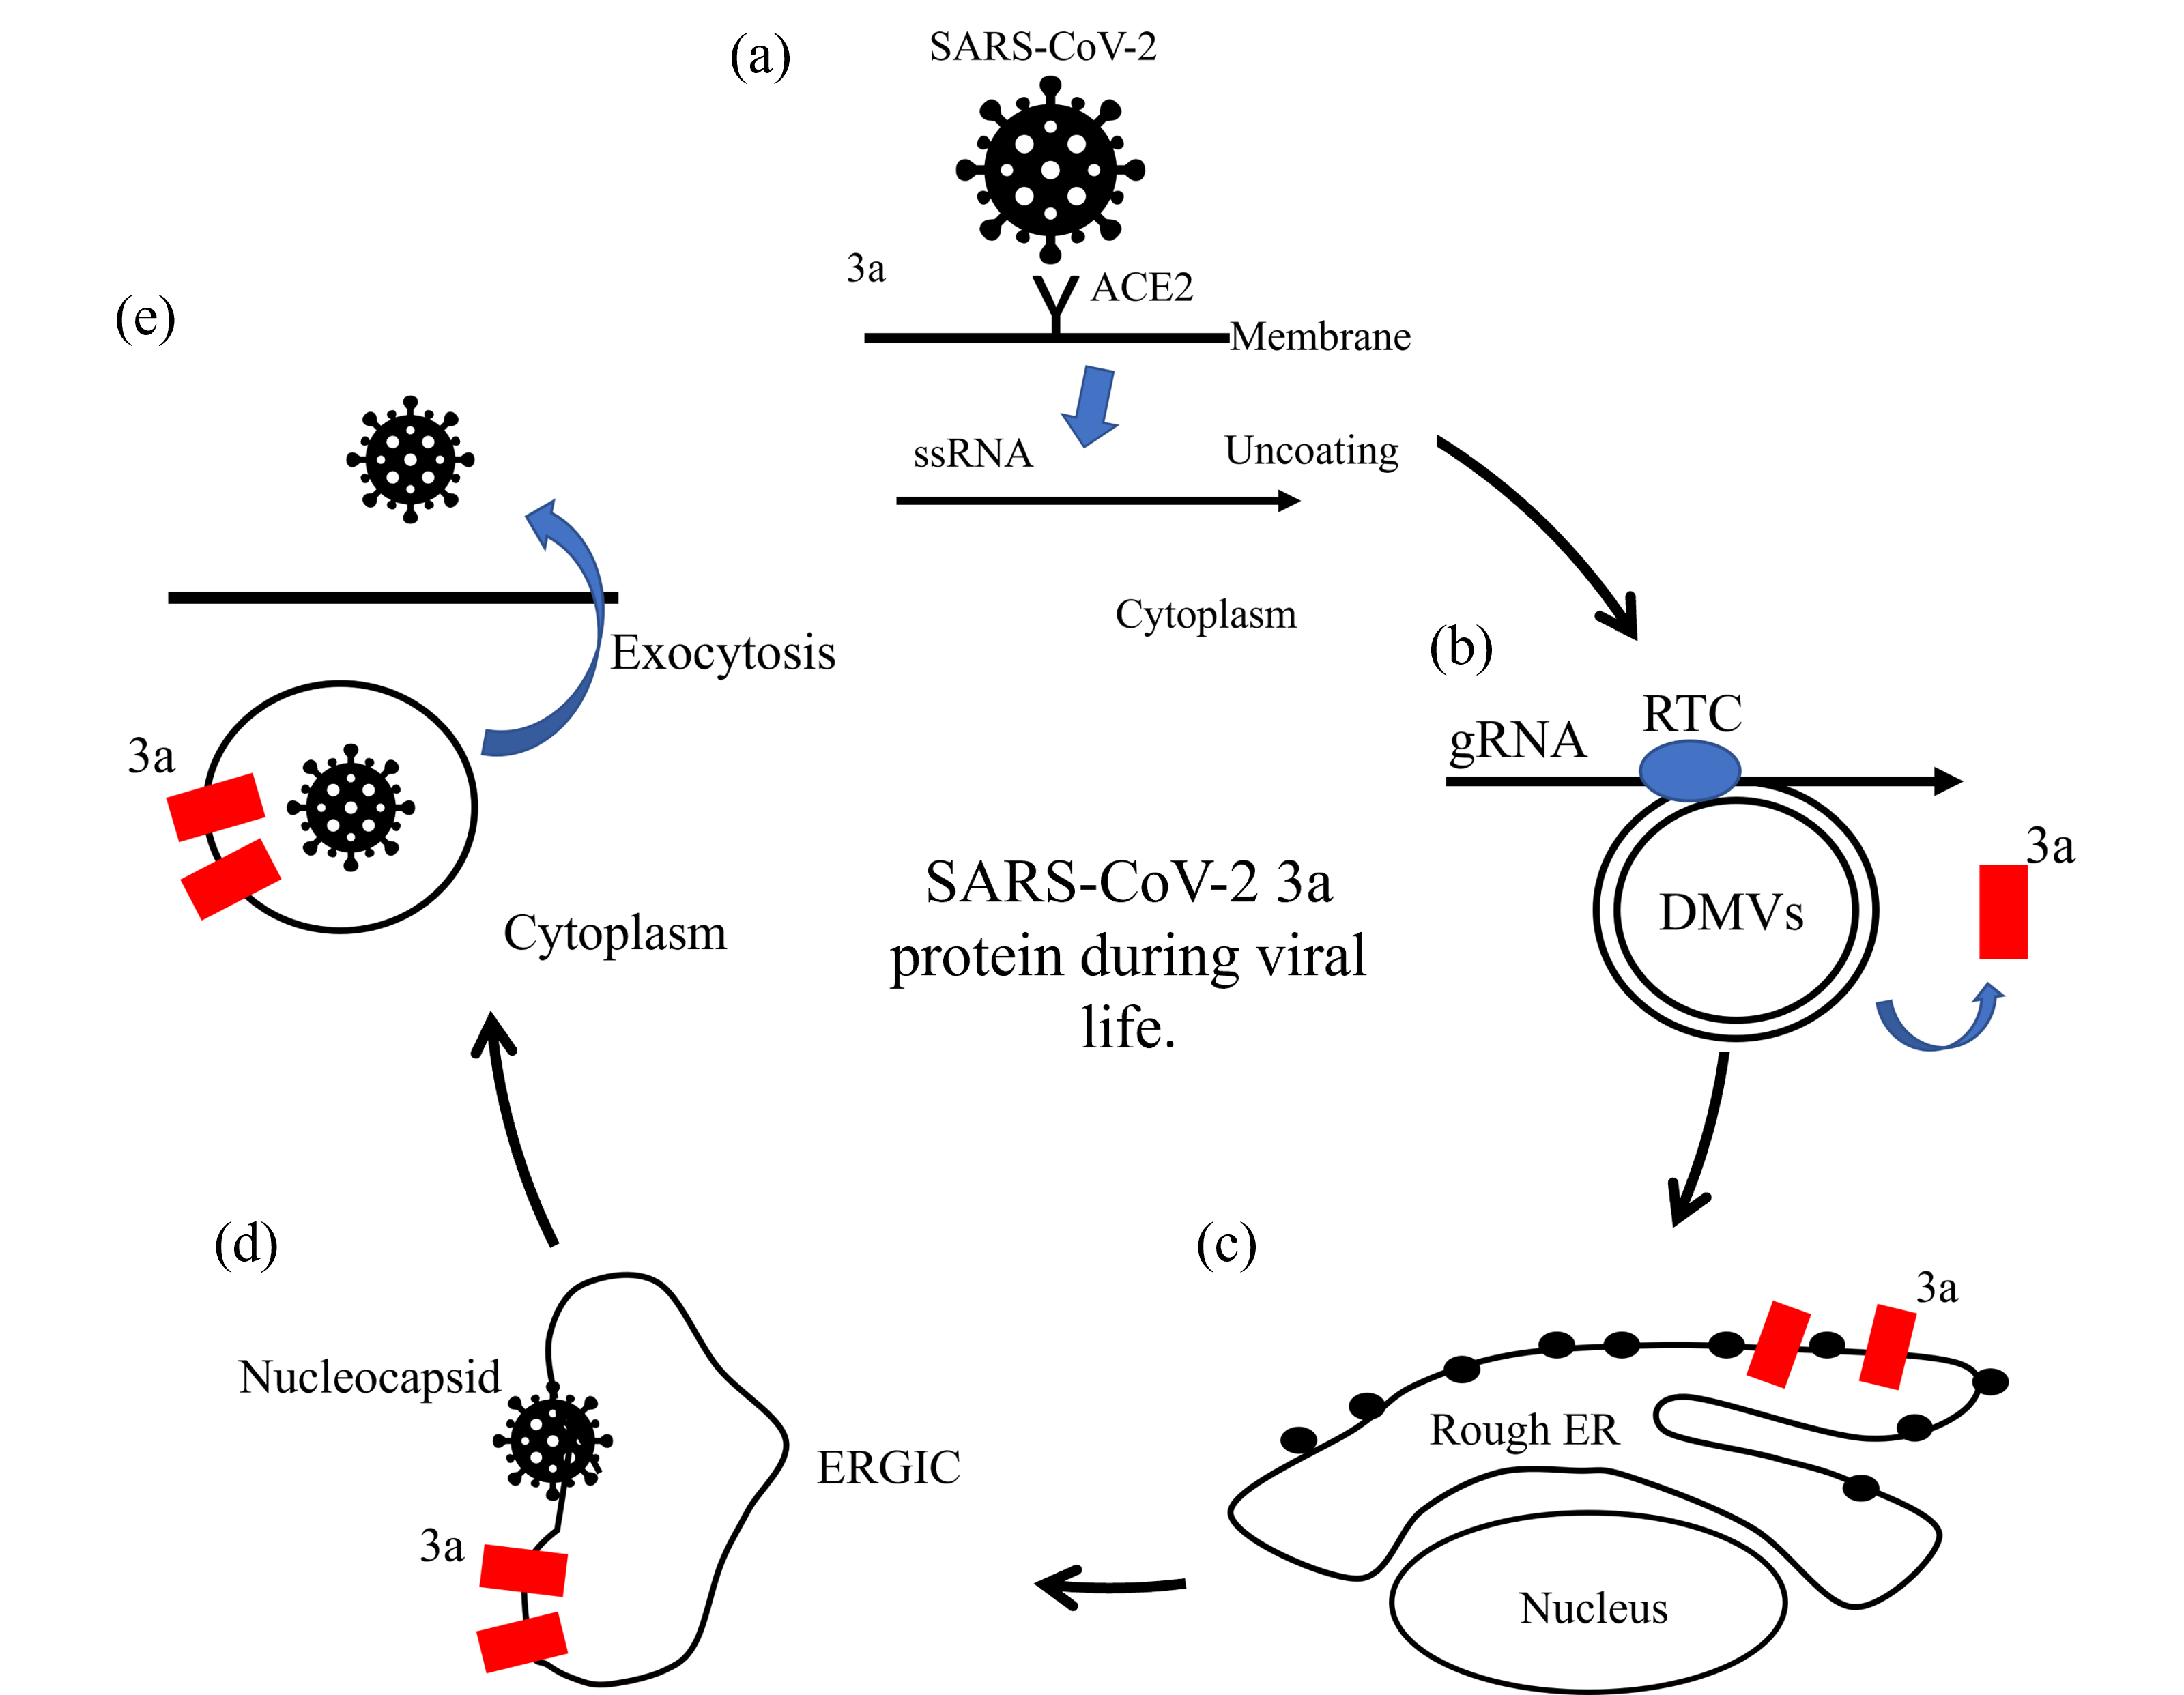 (a)
SARS-CoV-2
3a
ACE2
Membrane
ssRNA
Uncoating
Cytoplasm
(b)
RTC
gRNA
DMVs
3a
(c)
3a
Rough ER
Nucleus
(d)
Nucleocapsid
ERGIC
3a
(e)
Exocytosis
3a
Cytoplasm
SARS-CoV-2 3a
protein during viral
life.